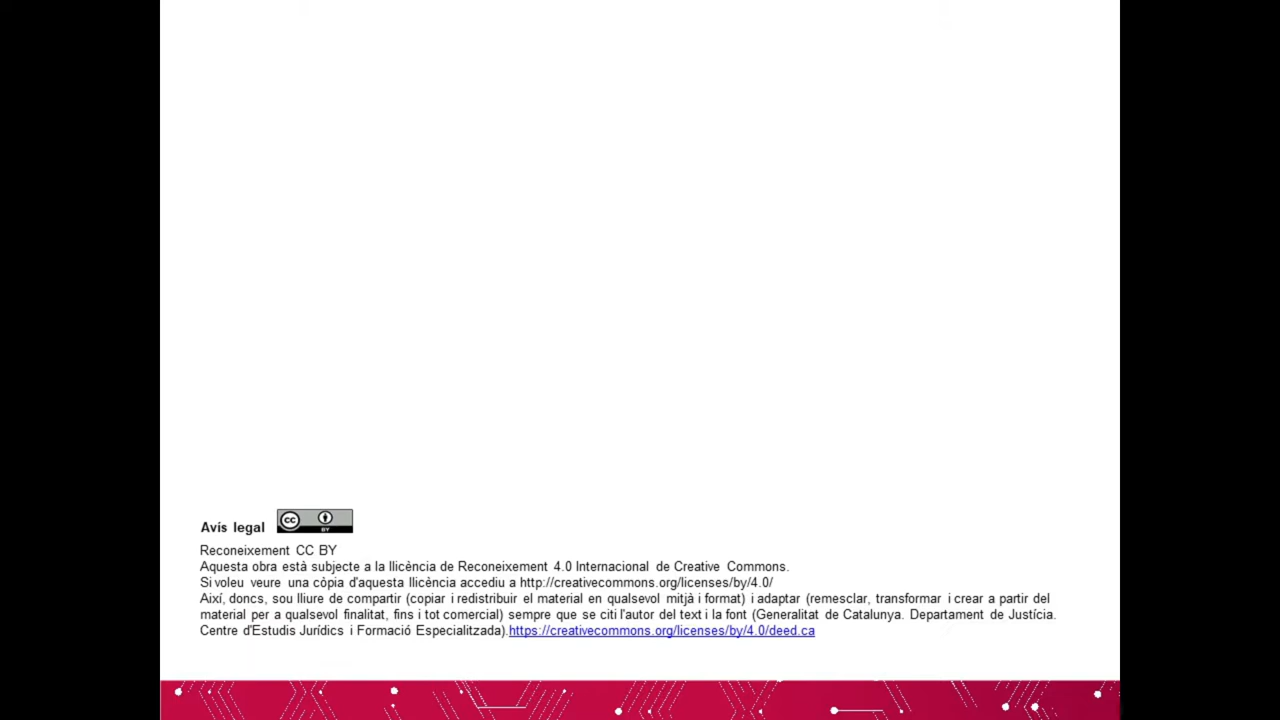 Avís legal
cc
BY
Reconeixement CC BY
Aquesta obra està subjecte a la llicència de Reconeixement 4.0 Internacional de Creative Commons.
Si voleu veure una còpia d'aquesta llicència accediu a http://creativecommons.org/licenses/by/4.0/
Així, doncs, sou lliure de compartir (copiar i redistribuir el material en qualsevol mitjà i format) i adaptar (remesclar, transformar i crear a partir del
material per a qualsevol finalitat, fins i tot comercial) sempre que se citi l'autor del text i la font (Generalitat de Catalunya. Departament de Justícia.
Centre d'Estudis Jurídics i Formació Especialitzada).https://creativecommons.org/licenses/by/4.0/deed.ca